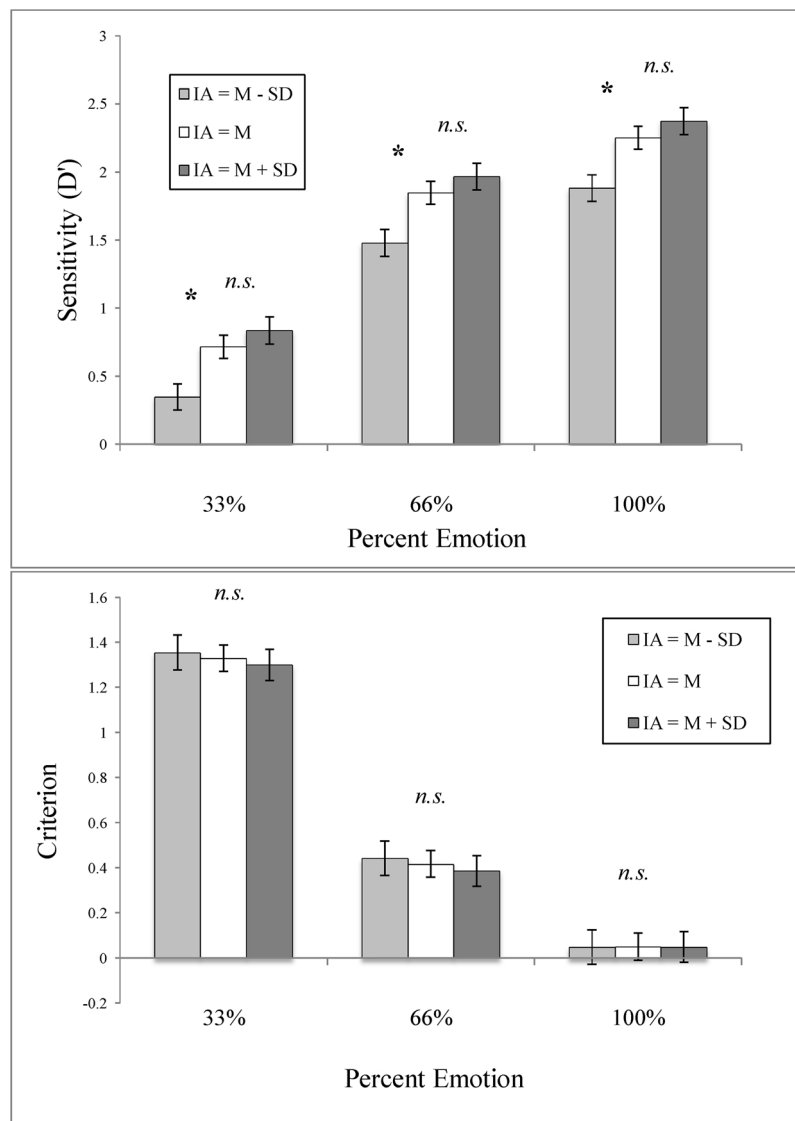 3
n.s.
IA = M - SD
2.5
*
n.s.
IA = M
2
*
IA = M + SD
1.5
n.s.
*
1
0.5
0
Sensitivity (D')
33%
66%
100%
Percent Emotion
1.6
n.s.
1.4
IA = M - SD
1.2
IA = M
1
IA = M + SD
0.8
n.s.
0.6
n.s.
0.4
0.2
0
-0.2
Criterion
33%
66%
100%
Percent Emotion